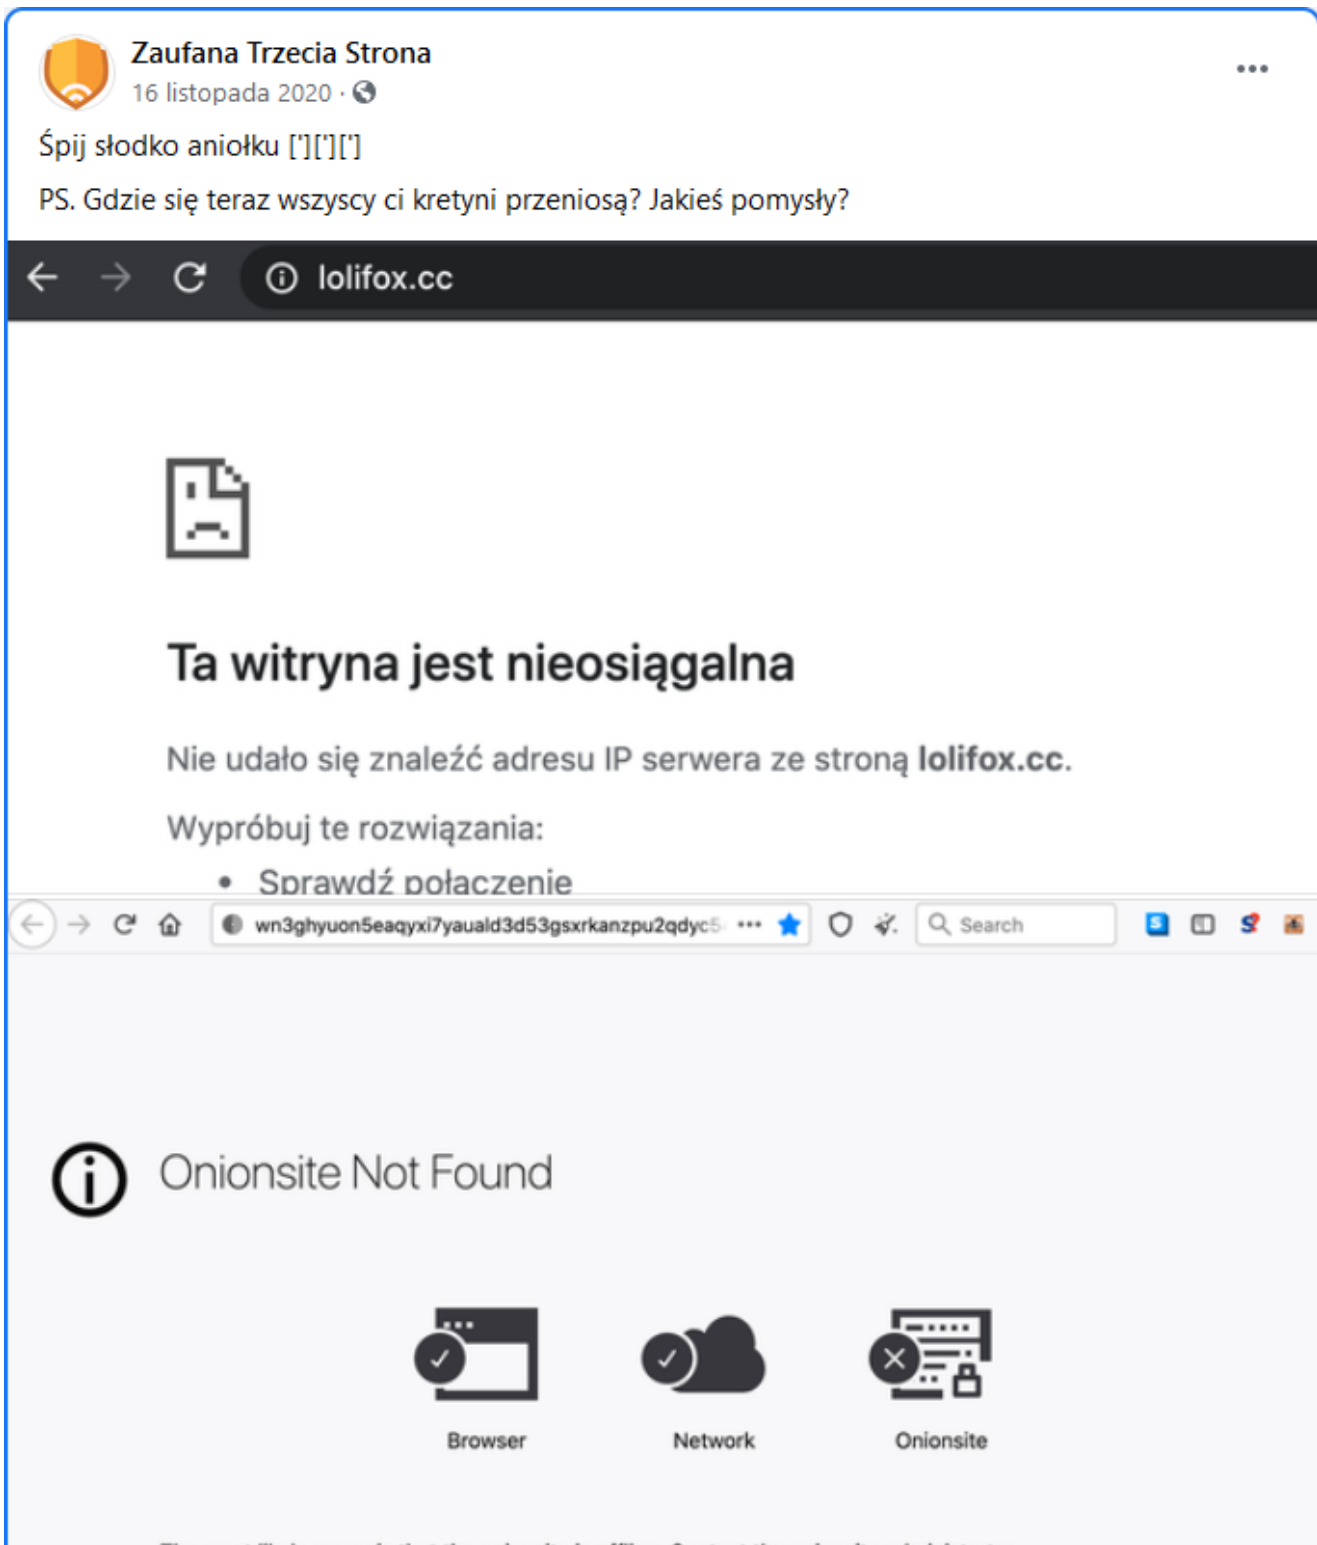 Zaufana Trzecia Strona
16 listopada 2020 ·
Śpij słodko aniołku [']['][']
PS. Gdzie się teraz wszyscy ci kretyni przeniosą? Jakieś pomysły?
lolifox.cc
Ta witryna jest nieosiągalna
Nie udało się znaleźć adresu IP serwera ze stroną lolifox.cc.
Wypróbuj te rozwiązania:
• Sprawdź połączenie
wn3ghyuon5eaqyxi7yauald3d53gsxrkanzpu2qdyc5
Search
Onionsite Not Found
Browser
Network
Onionsite